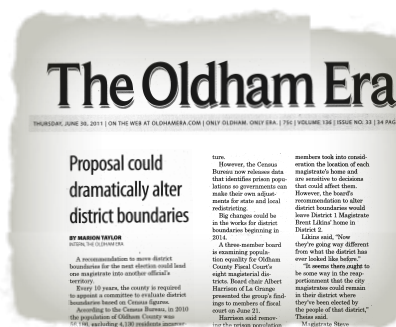 The Oldham Era
THURSDAY, JUNE 30, 2011 | ON THE WEB AT OLDHAMERA.COM | ONLY OLDHAM. ONLY ERA. | 75¢ | VOLUME 136 | ISSUE NO. 33 | 34 PAG
Proposal could
dramatically alter
district boundaries
BY MARION TAYLOR
INTERN, THE OLDHAM ERA
A recommendation to move district
boundaries for the next election could lead
one magistrate into another official's
territory.
Every 10 years, the county is required
to appoint a committee to evaluate district
boundaries based on Census figures.
According to the Census Bureau, in 2010
the population of Oldham County was
residents
ture.
However, the Census
Bureau now releases data
that identifies prison popu-
lations so governments can
make their own adjust-
ments for state and local
redistricting.
Big changes could be
in the works for district
boundaries beginning in
2014.
A three-member board
is examining popula-
tion equality for Oldham
County Fiscal Court's
eight magisterial dis-
tricts. Board chair Albert
Harrison of La Grange
presented the group's find-
ings to members of fiscal
court on June 21.
Harrison said remov-
ing the prison population
members took into consid-
eration the location of each
magistrate's home and
are sensitive to decisions
that could affect them.
However, the board's
recommendation to alter
district boundaries would
leave District 1 Magistrate
Brent Likins' home in
District 2.
Likins said, "Now
they're going way different
from what the district has
ever looked like before."
"It seems there ought to
be some way in the reap-
portionment that the city
magistrates could remain
in their district where
they've been elected by
the people of that district."
These said.
Magistrate Steve